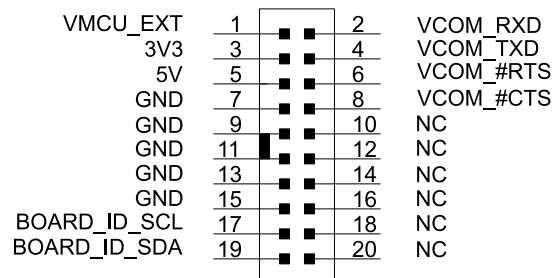 VMCU_EXT 1 2 VCOM_RXD
3V3 3 4 VCOM_TXD
5V 5 6 VCOM_#RTS
GND 7 8 VCOM_#CTS
GND 9 10 NC
GND 11 12 NC
GND 13 14 NC
GND 15 16 NC
BOARD_ID_SCL 17 18 NC
BOARD_ID_SDA 19 20 NC